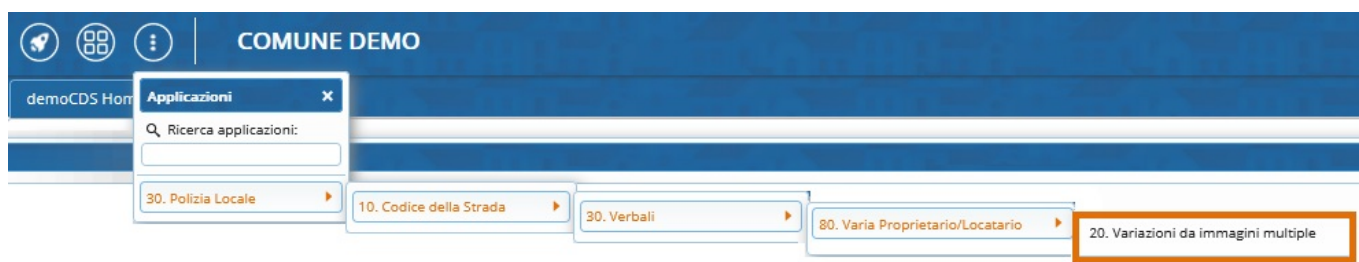 COMUNE DEMO
demoCDS Hom
Applicazioni x
Ricerca applicazioni:
30. Polizia Locale
10. Codice della Strada
30. Verbali
80. Varia Proprietario/Locatario
20. Variazioni da immagini multiple